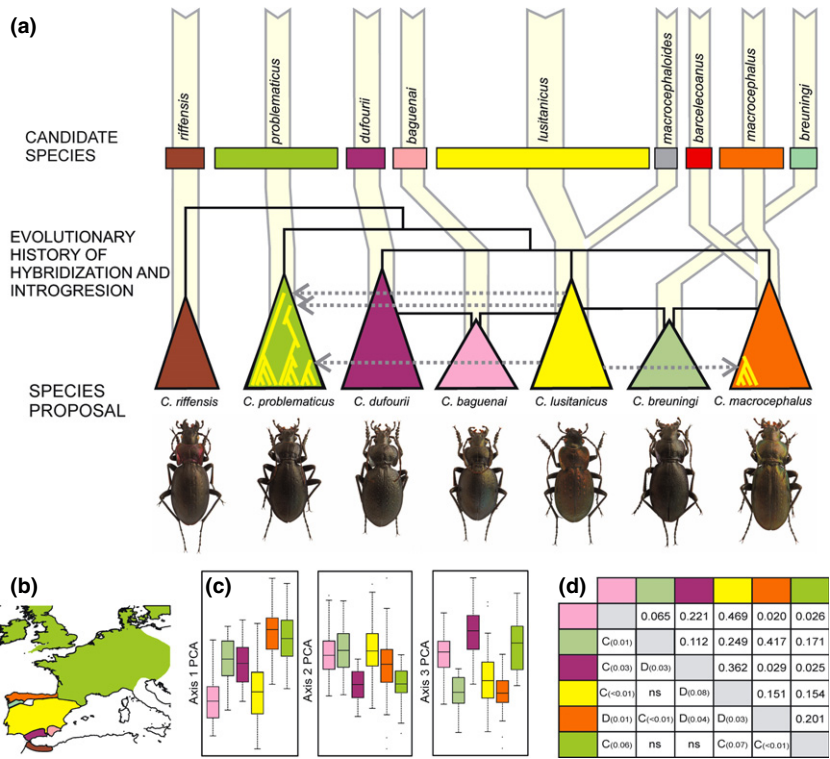 (a)
riffensis
problematicus
dufourii
baguenai
lusitanicus
macrocephaloides
barcelecoanus
macrocephalus
breuningi
CANDIDATE
SPECIES
EVOLUTIONARY
HISTORY OF
HYBRIDIZATION AND
INTROGRESION
SPECIES
PROPOSAL
C. riffensis
C. problematicus
C. dufourii
C. baguenai
C. lusitanicus
C. breuningi
C. macrocephalus
(b)
(c)
Axis 1 PCA
Axis 2 PCA
Axis 3 PCA
(d)
0.065 0.221 0.469 0.020 0.026
C(0.01) 0.112 0.249 0.417 0.171
C(0.03) D(0.03) 0.362 0.029 0.025
C(<0.01) ns D(0.08) 0.151 0.154
D(0.01) C(<0.01) D(0.04) D(0.03) 0.201
C(0.06) ns ns C(0.07) C(<0.01)